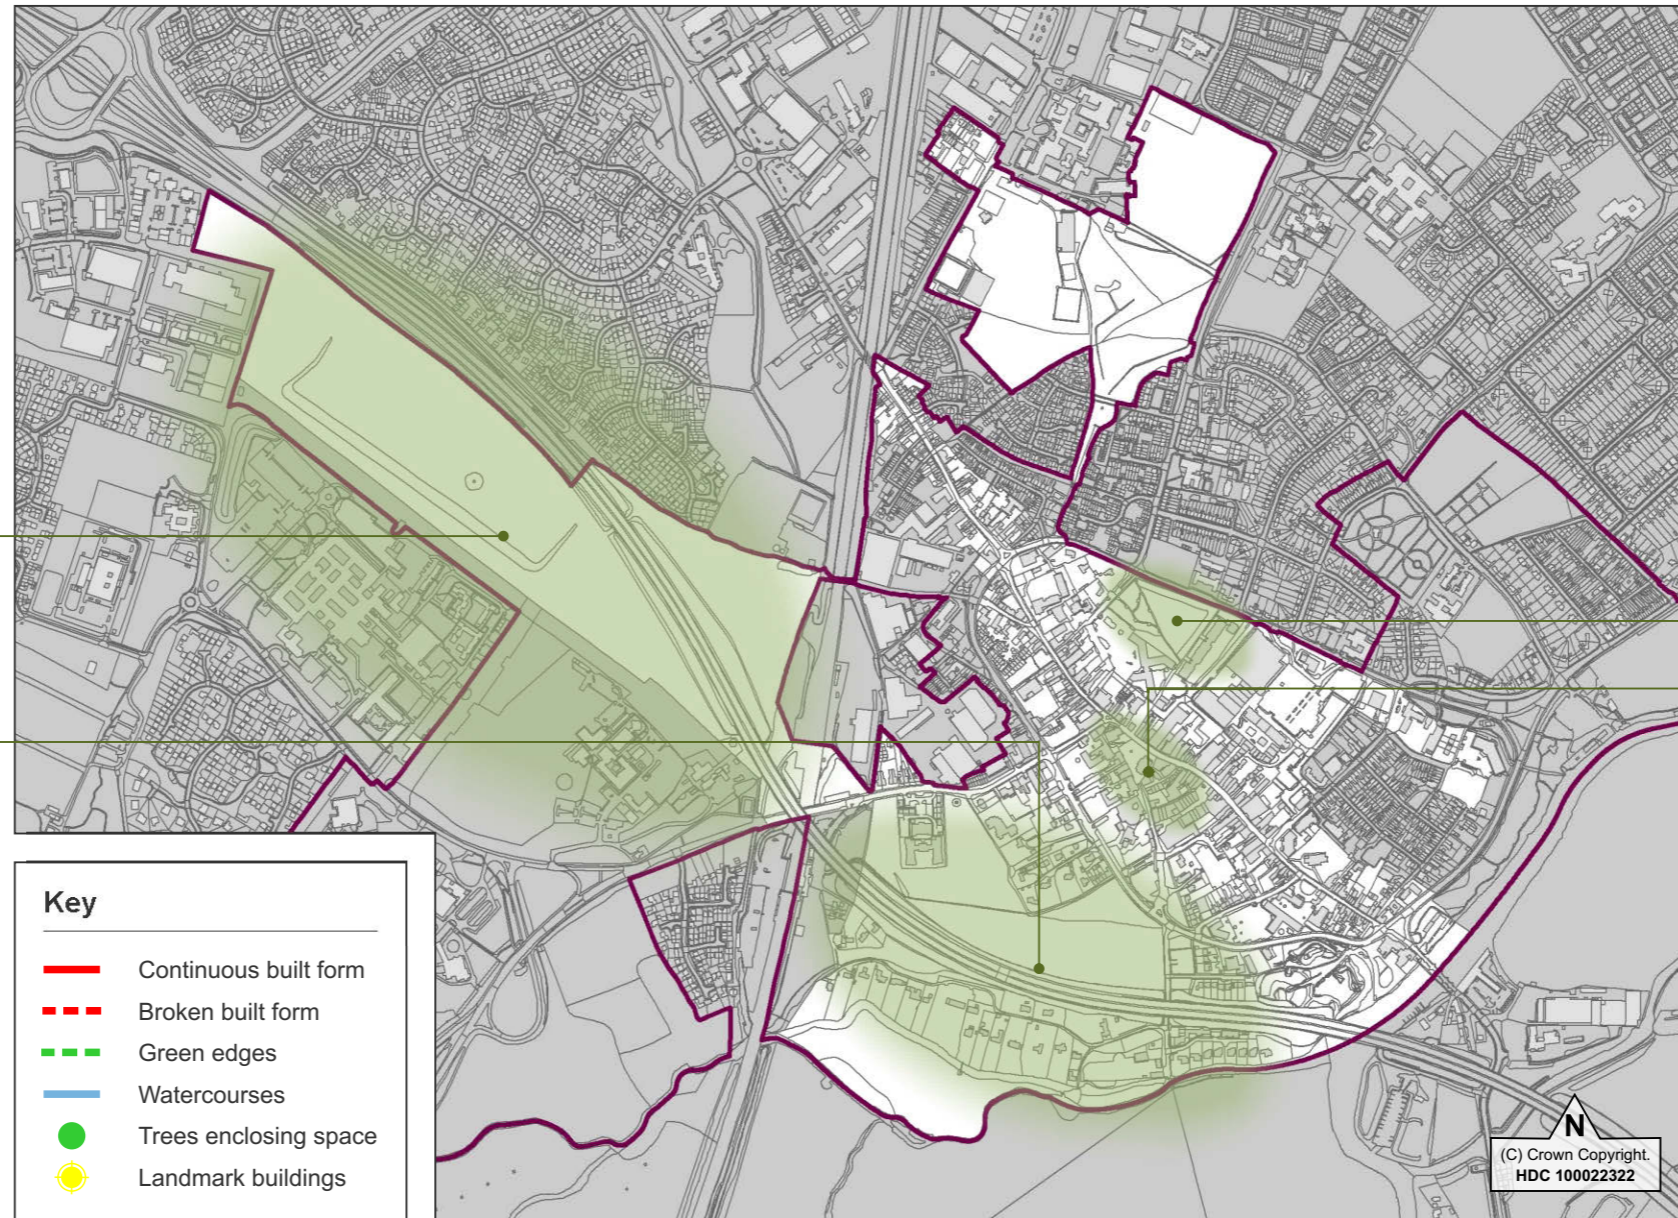 Key
Continuous built form
Broken built form
Green edges
Watercourses
Trees enclosing space
Landmark buildings
N
(C) Crown Copyright.
HDC 100022322